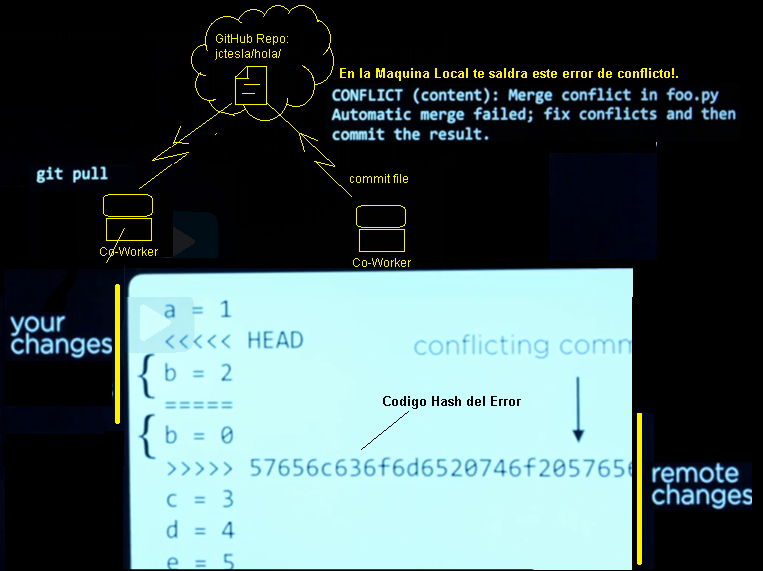 GitHub Repo:
jctesla/hola/
En la Maquina Local te saldra este error de conflicto!.
CONFLICT (content): Merge conflict in foo.py
Automatic merge failed; fix conflicts and then
commit the result.
git pull
commit file
Co-Worker
Co-Worker
your
changes
a = 1
<<<<< HEAD
b = 2
=====
b = 0
>>>>> 57656c636f6d6520746f2057656
c = 3
d = 4
e = 5
conflicting comm
Codigo Hash del Error
remote
changes